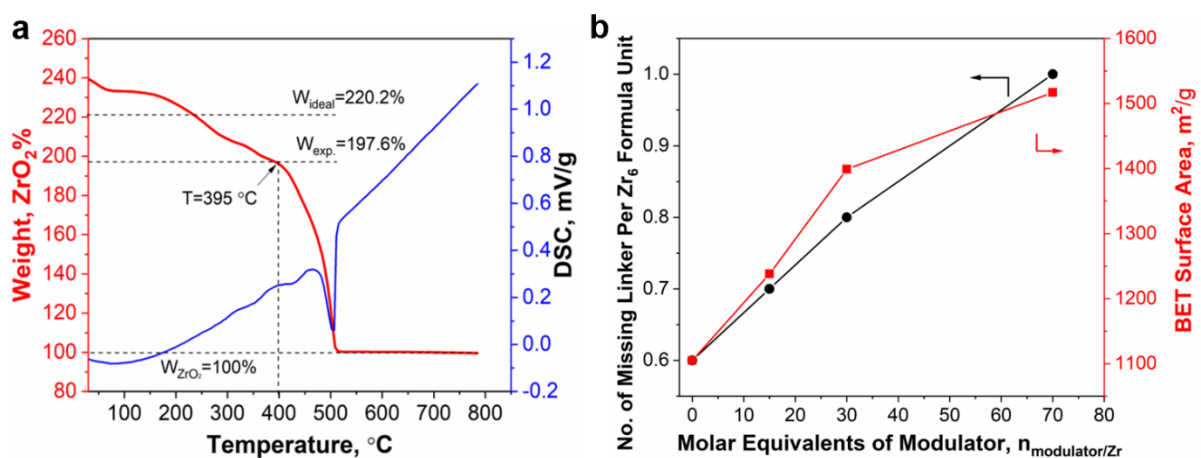 a
Weight, ZrO₂%
260
240
220
200
180
160
140
120
100
80
W_ideal=220.2%
W_exp.=197.6%
T=395 °C
W_ZrO₂=100%
100 200 300 400 500 600 700 800
Temperature, °C
1.2
1.0
0.8
0.6
0.4
0.2
0.0
-0.2
DSC, mV/g
b
No. of Missing Linker Per Zr₆ Formula Unit
1.0
0.9
0.8
0.7
0.6
0 10 20 30 40 50 60 70 80
Molar Equivalents of Modulator, n_modulator/Zr
1600
1500
1400
1300
1200
1100
BET Surface Area, m²/g